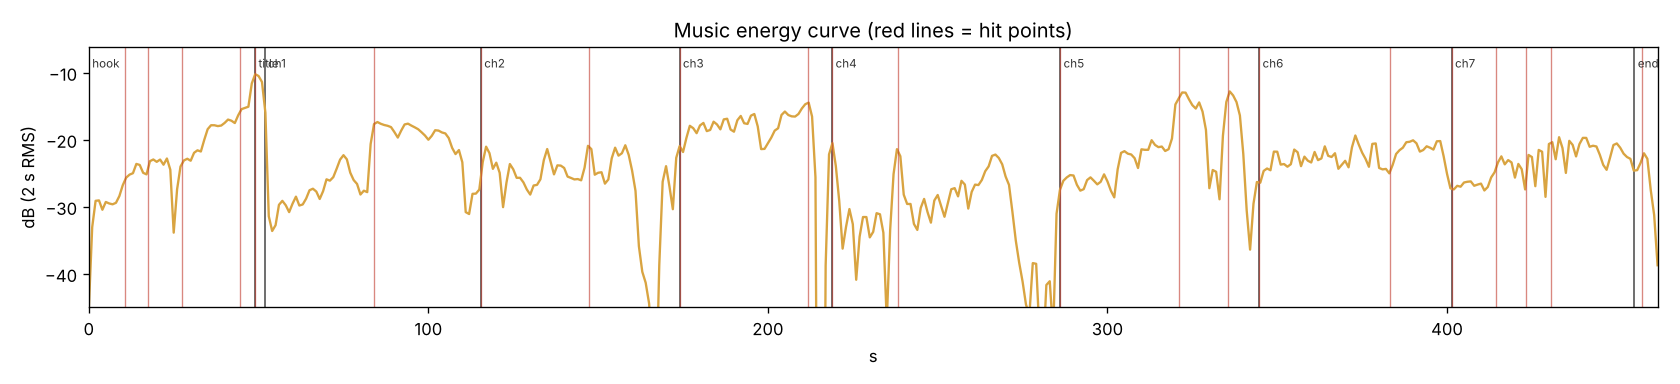 Music energy curve (red lines = hit points)
dB (2 s RMS)
−10
−20
−30
−40
hook
title
ch1
ch2
ch3
ch4
ch5
ch6
ch7
end
0
100
200
300
400
s